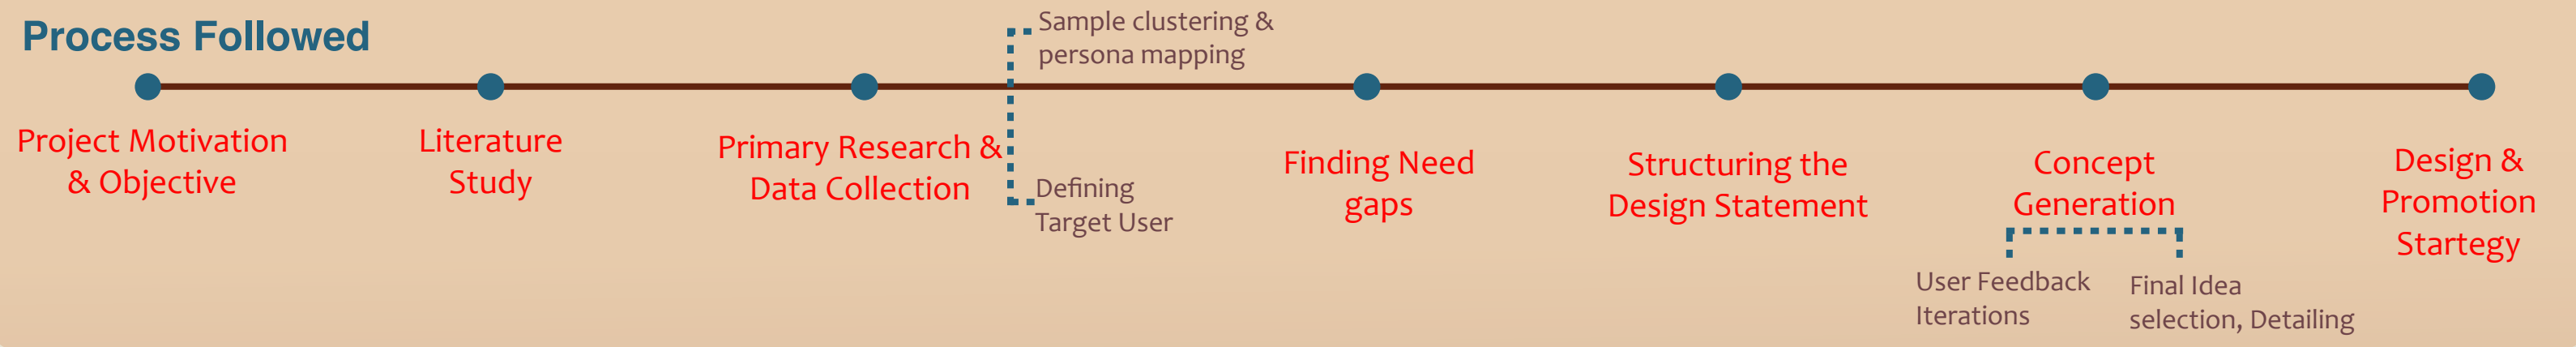 Process Followed
Project Motivation
& Objective
Literature
Study
Primary Research &
Data Collection
Sample clustering &
persona mapping
Defining
Target User
Finding Need
gaps
Structuring the
Design Statement
Concept
Generation
User Feedback
Iterations
Final Idea
selection, Detailing
Design &
Promotion
Startegy